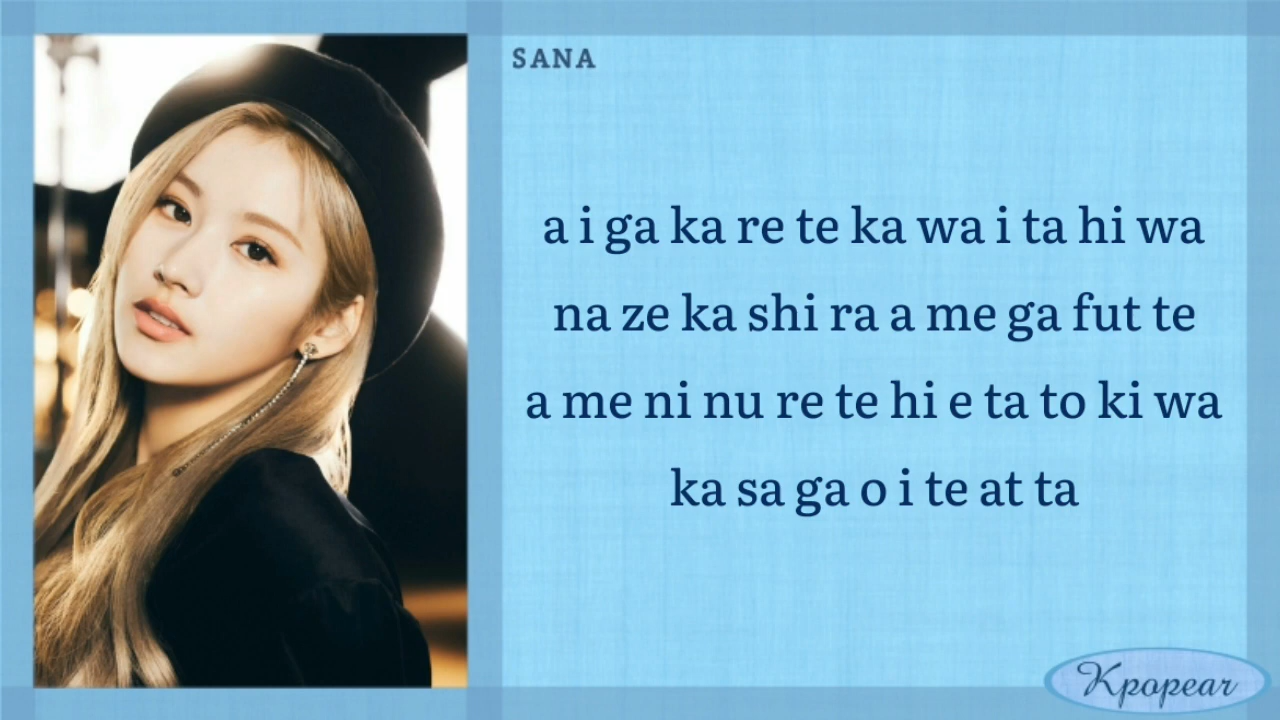 SANA
a i ga ka re te ka wa i ta hi wa
na ze ka shi ra a me ga fut te
a me ni nu re te hi e ta to ki wa
ka sa ga o i te at ta
Kpopear